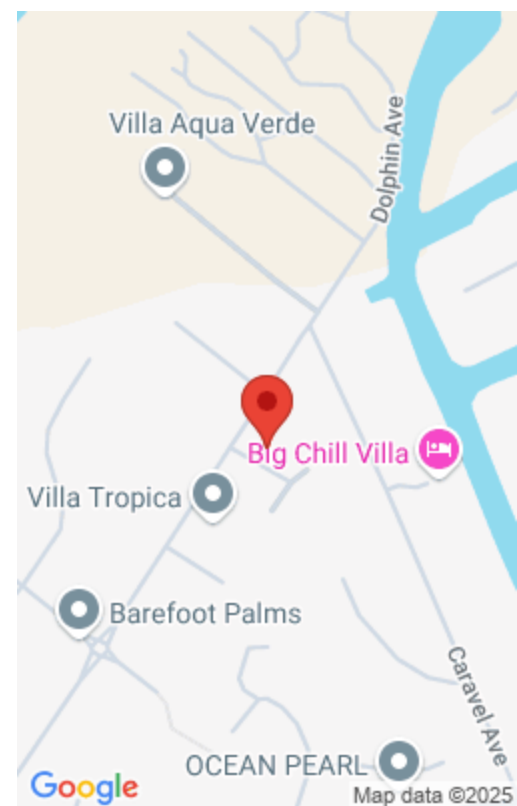 Villa Aqua Verde
Dolphin Ave
Big Chill Villa
Villa Tropica
Barefoot Palms
Caravel Ave
OCEAN PEARL
Google
Map data ©2025